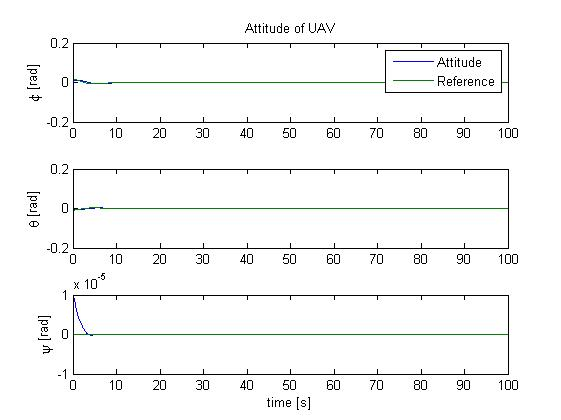 Attitude of UAV
0.2
0
-0.2
ϕ [rad]
Attitude
Reference
0 10 20 30 40 50 60 70 80 90 100
0.2
0
-0.2
θ [rad]
0 10 20 30 40 50 60 70 80 90 100
x 10^-5
1
0
-1
ψ [rad]
0 10 20 30 40 50 60 70 80 90 100
time [s]